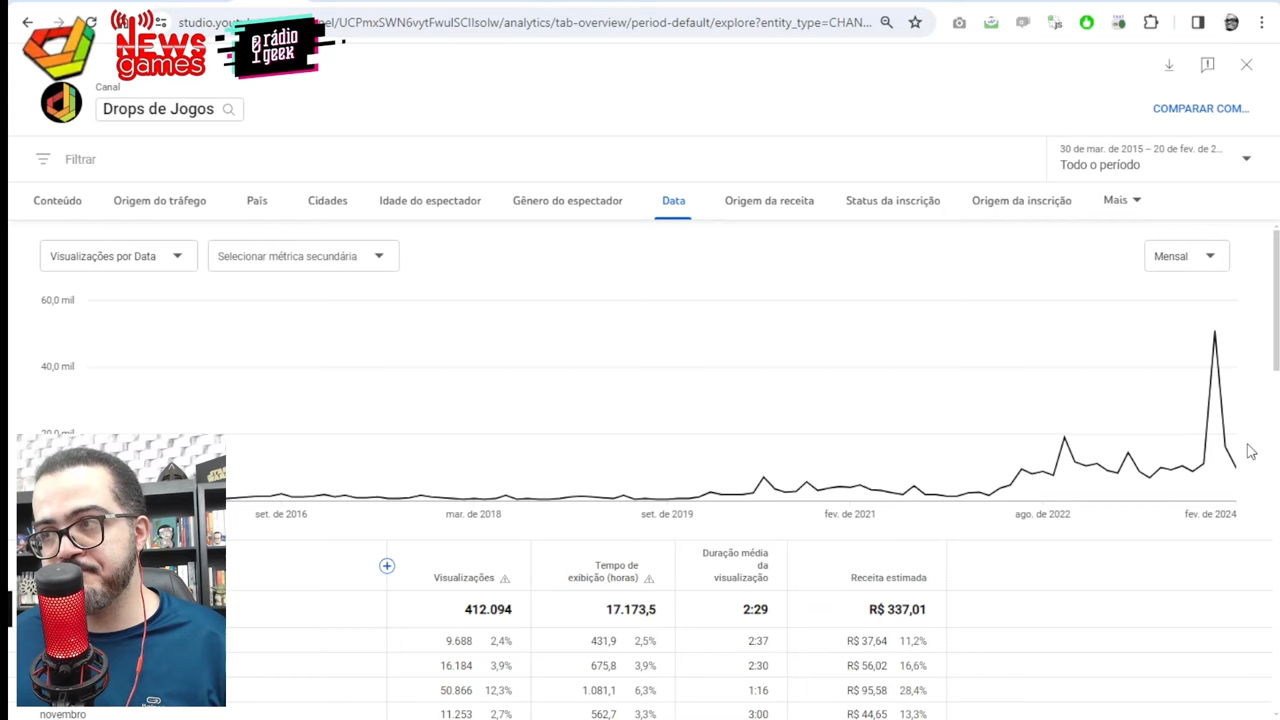 studio.yout
el/UCPmxSWN6vytFwuISCIIsolw/analytics/tab-overview/period-default/explore?entity_type=CHAN...
NEWS
games
rádio
geek
Canal
Drops de Jogos
COMPARAR COM...
Filtrar
30 de mar. de 2015 – 20 de fev. de 2...
Todo o período
Conteúdo
Origem do tráfego
País
Cidades
Idade do espectador
Gênero do espectador
Data
Origem da receita
Status da inscrição
Origem da inscrição
Mais
Visualizações por Data
Selecionar métrica secundária
Mensal
60,0 mil
40,0 mil
20,0 mil
set. de 2016
mar. de 2018
set. de 2019
fev. de 2021
ago. de 2022
fev. de 2024
Visualizações
Tempo de
exibição (horas)
Duração média
da
visualização
Receita estimada
412.094
17.173,5
2:29
R$ 337,01
9.688 2,4% 431,9 2,5% 2:37 R$ 37,64 11,2%
16.184 3,9% 675,8 3,9% 2:30 R$ 56,02 16,6%
50.866 12,3% 1.081,1 6,3% 1:16 R$ 95,58 28,4%
novembro 11.253 2,7% 562,7 3,3% 3:00 R$ 44,65 13,3%